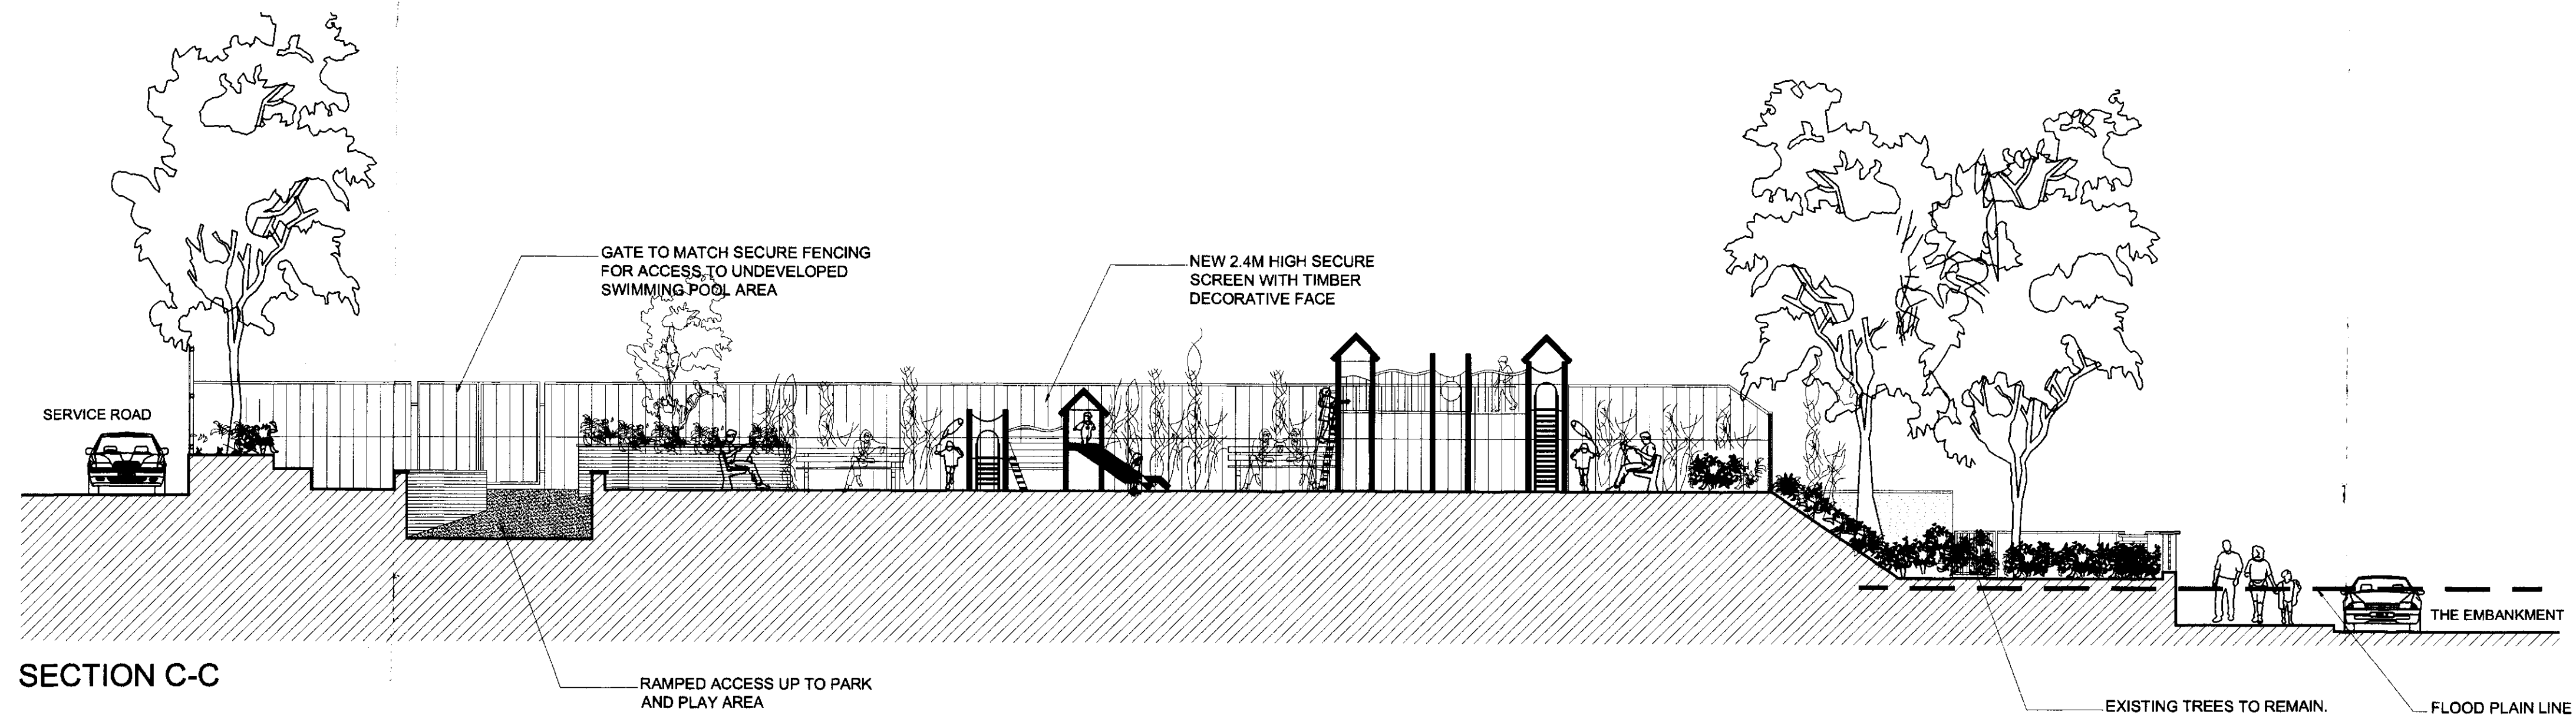 GATE TO MATCH SECURE FENCING
FOR ACCESS TO UNDEVELOPED
SWIMMING POOL AREA
NEW 2.4M HIGH SECURE
SCREEN WITH TIMBER
DECORATIVE FACE
SERVICE ROAD
THE EMBANKMENT
SECTION C-C
RAMPED ACCESS UP TO PARK
AND PLAY AREA
EXISTING TREES TO REMAIN.
FLOOD PLAIN LINE